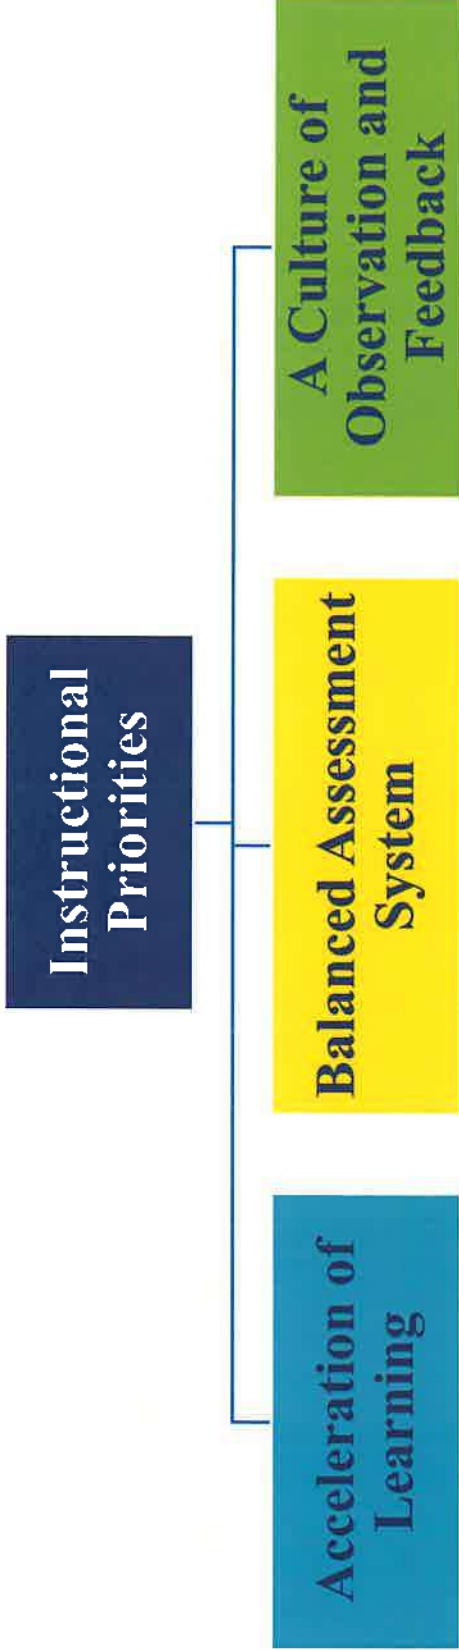 Instructional
Priorities
Acceleration of
Learning
Balanced Assessment
System
A Culture of
Observation and
Feedback